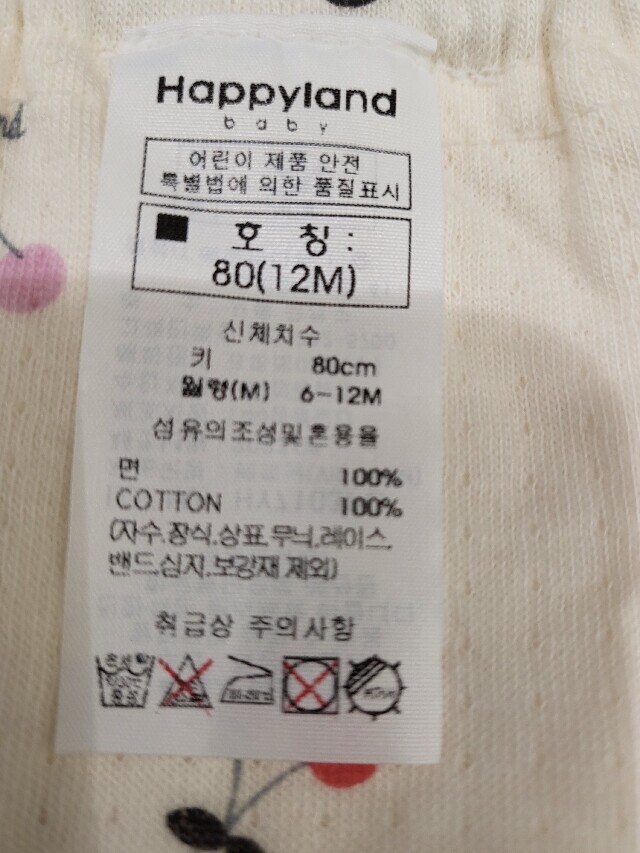 Happyland
baby
어린이 제품 안전
특별법에 의한 품질표시
호 칭 :
80(12M)
신체치수
키 80cm
월령(M) 6-12M
섬유의조성및혼용율
면 100%
COTTON 100%
(자수.장식.상표.무늬.레이스.
밴드.심지.보강재 제외)
취급상 주의사항